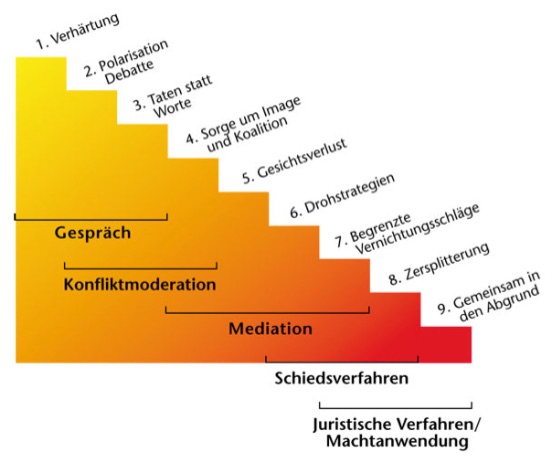 1. Verhärtung
2. Polarisation
Debatte
3. Taten statt
Worte
4. Sorge um Image
und Koalition
5. Gesichtsverlust
6. Drohstrategien
7. Begrenzte
Vernichtungsschläge
8. Zersplitterung
9. Gemeinsam in
den Abgrund
Gespräch
Konfliktmoderation
Mediation
Schiedsverfahren
Juristische Verfahren/
Machtanwendung